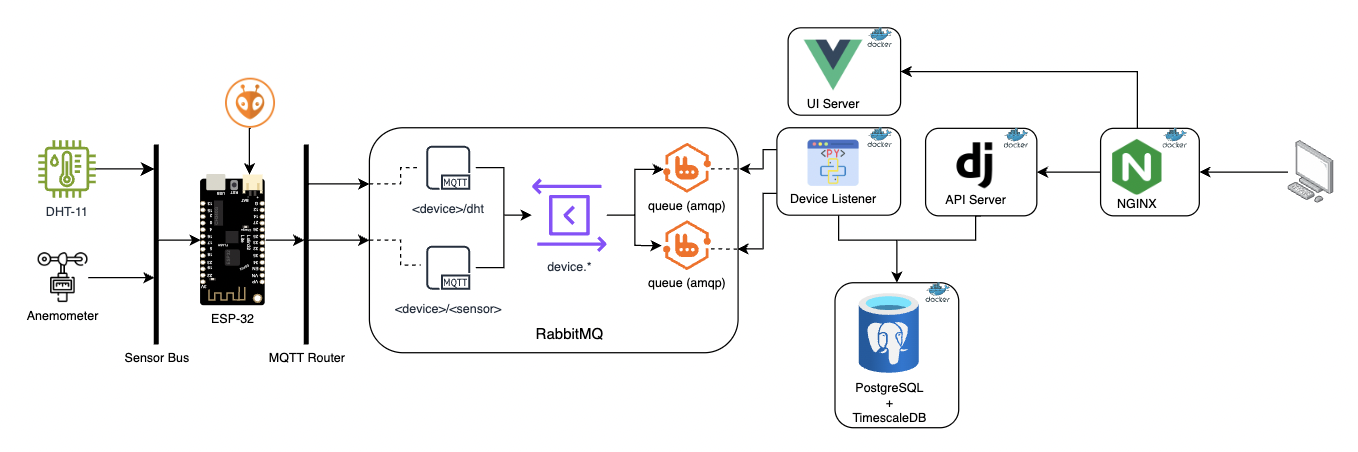 docker
UI Server
docker
<PY>
Device Listener
docker
dj
API Server
docker
NGINX
DHT-11
Anemometer
Sensor Bus
ESP-32
MQTT Router
MQTT
<device>/dht
MQTT
<device>/<sensor>
device.*
queue (amqp)
queue (amqp)
RabbitMQ
docker
PostgreSQL
+
TimescaleDB